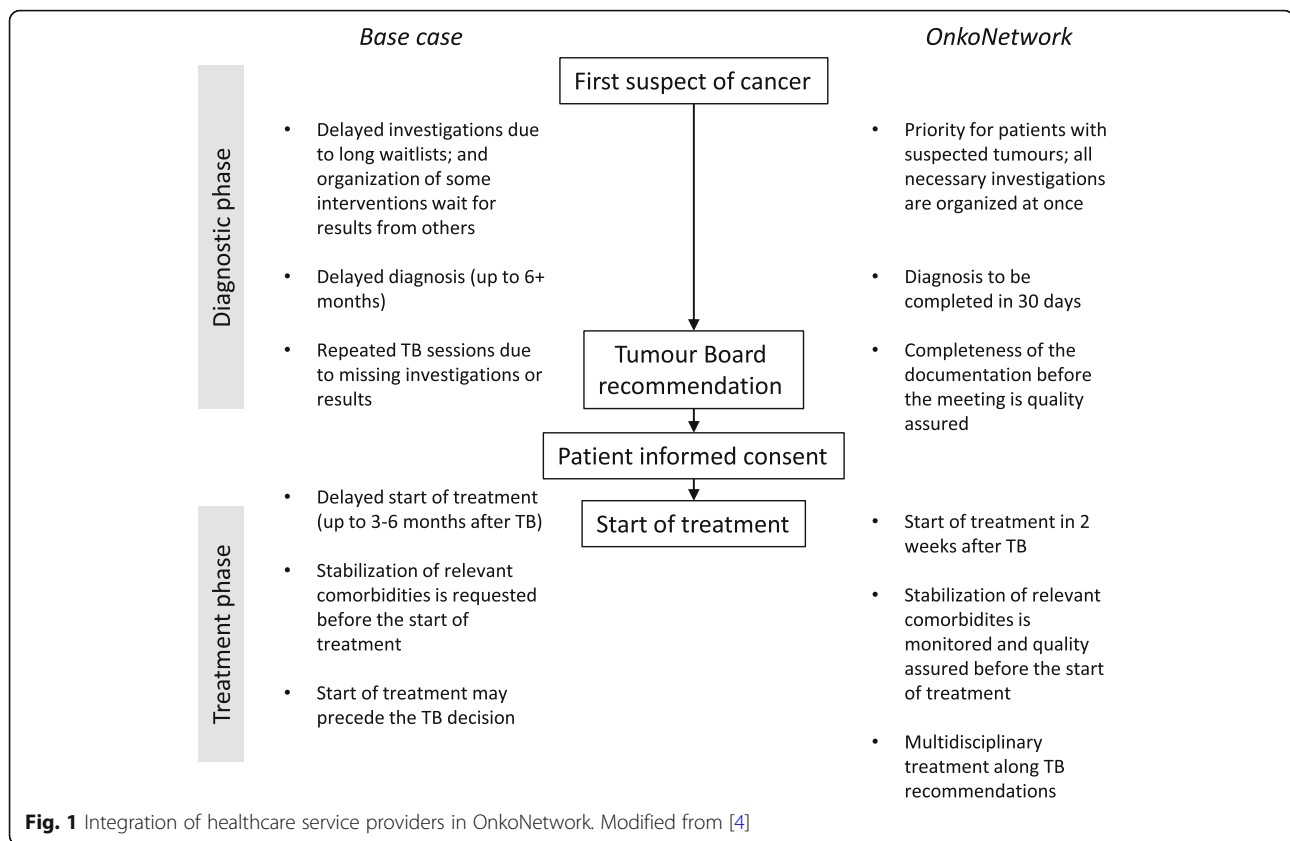 Base case
OnkoNetwork
First suspect of cancer
Diagnostic phase
• Delayed investigations due
to long waitlists; and
organization of some
interventions wait for
results from others
• Delayed diagnosis (up to 6+
months)
• Repeated TB sessions due
to missing investigations or
results
• Priority for patients with
suspected tumours; all
necessary investigations
are organized at once
• Diagnosis to be
completed in 30 days
• Completeness of the
documentation before
the meeting is quality
assured
Tumour Board
recommendation
Patient informed consent
Start of treatment
Treatment phase
• Delayed start of treatment
(up to 3-6 months after TB)
• Stabilization of relevant
comorbidities is requested
before the start of
treatment
• Start of treatment may
precede the TB decision
• Start of treatment in 2
weeks after TB
• Stabilization of relevant
comorbidites is
monitored and quality
assured before the start
of treatment
• Multidisciplinary
treatment along TB
recommendations
Fig. 1 Integration of healthcare service providers in OnkoNetwork. Modified from [4]